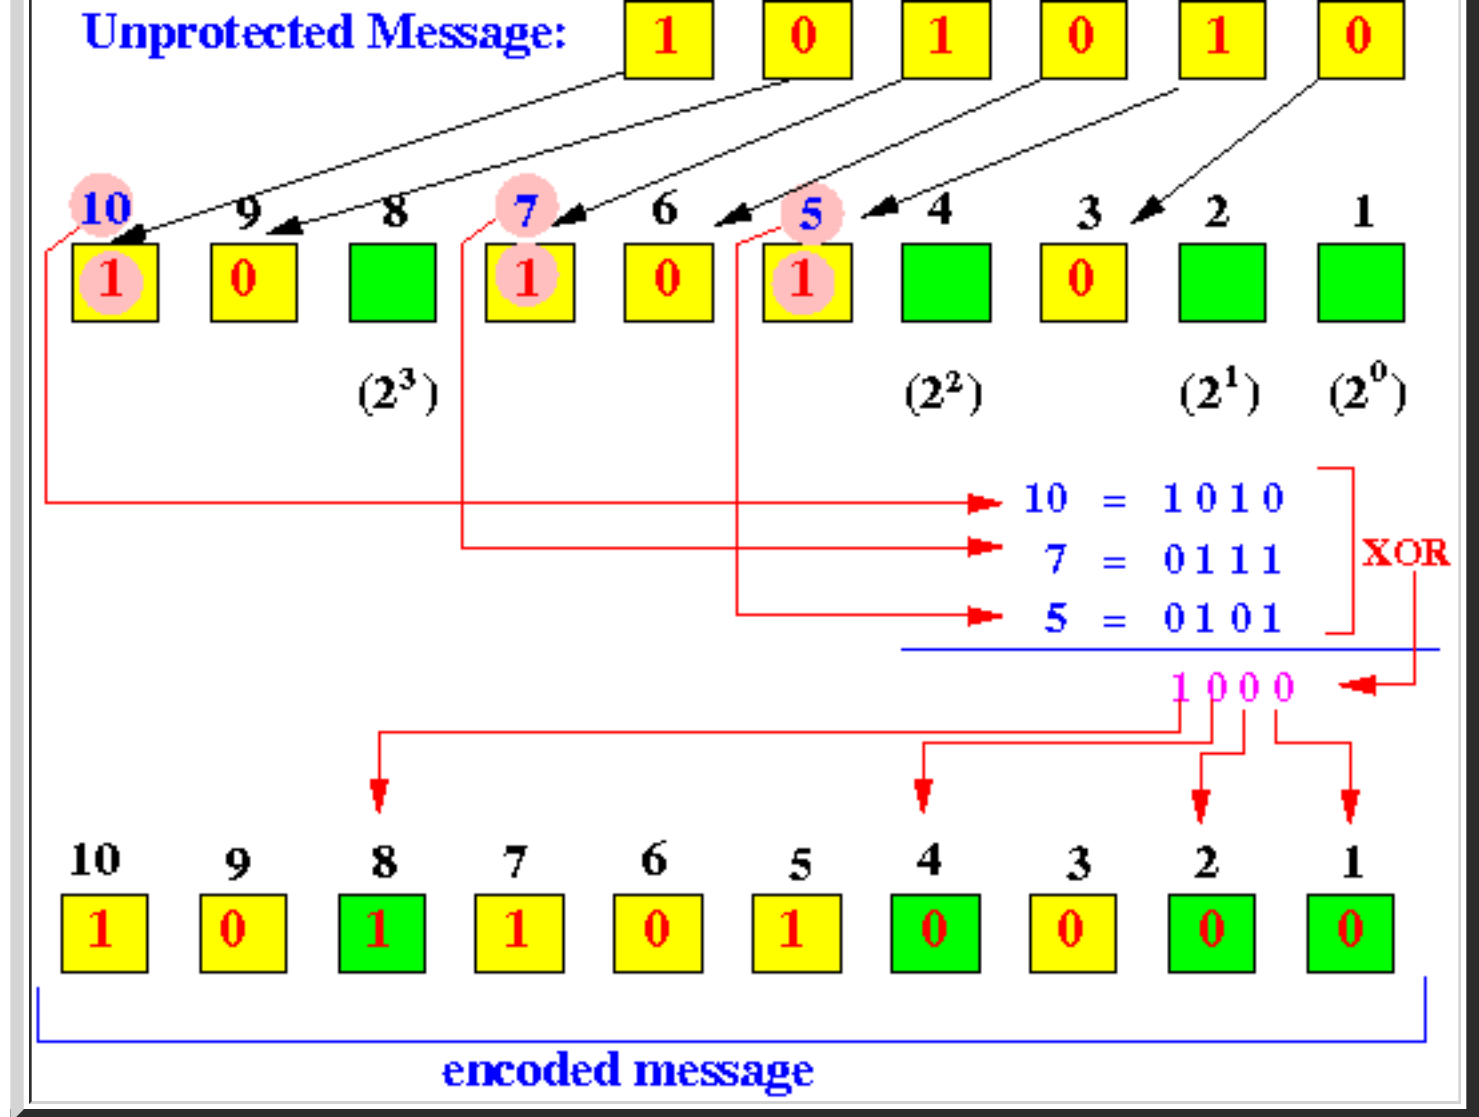 Unprotected Message: 1 0 1 0 1 0
10 9 8 7 6 5 4 3 2 1
1 0 1 0 1 0
(2³) (2²) (2¹) (2⁰)
10 = 1 0 1 0
7 = 0 1 1 1
XOR
5 = 0 1 0 1
1 0 0 0
10 9 8 7 6 5 4 3 2 1
1 0 1 1 0 1 0 0 0 0
encoded message